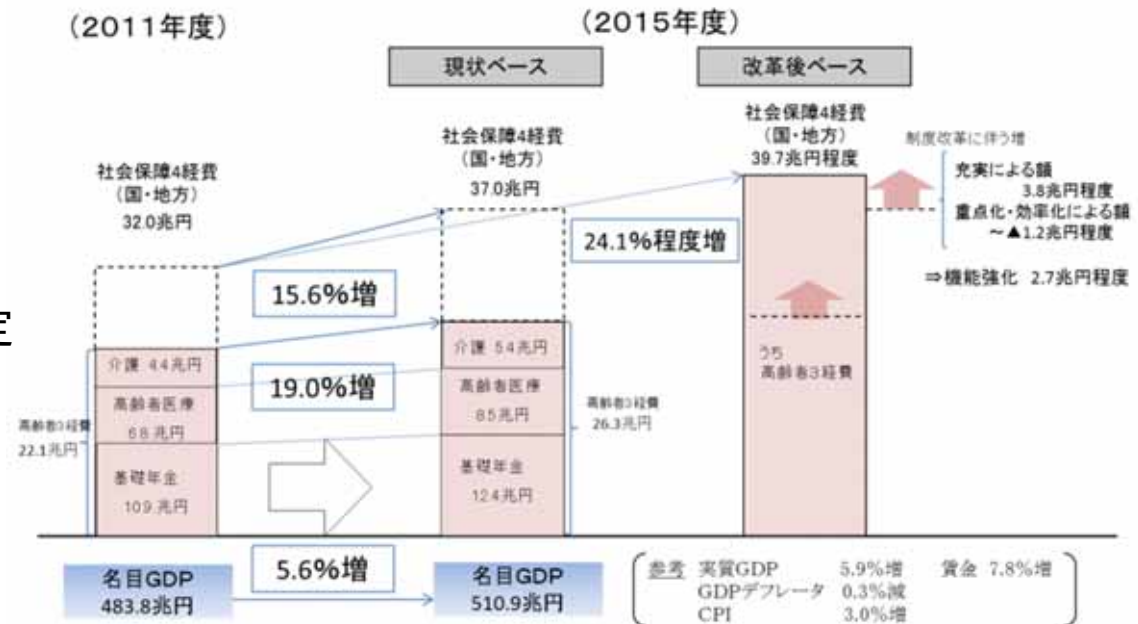 （2011年度）
（2015年度）
現状ベース
改革後ベース
社会保障4経費
（国・地方）
32.0兆円
社会保障4経費
（国・地方）
37.0兆円
社会保障4経費
（国・地方）
39.7兆円程度
制度改革に伴う増
充実による額
3.8兆円程度
重点化・効率化による額
～▲1.2兆円程度
⇒機能強化 2.7兆円程度
24.1%程度増
15.6%増
19.0%増
介護 44兆円
高齢者医療
68兆円
基礎年金
109兆円
高齢者3経費
22.1兆円
介護 54兆円
高齢者医療
85兆円
基礎年金
124兆円
高齢者3経費
26.3兆円
うち
高齢者3経費
名目GDP
483.8兆円
5.6%増
名目GDP
510.9兆円
参考 実質GDP 5.9%増 賃金 7.8%増
GDPデフレータ 0.3%減
CPI 3.0%増